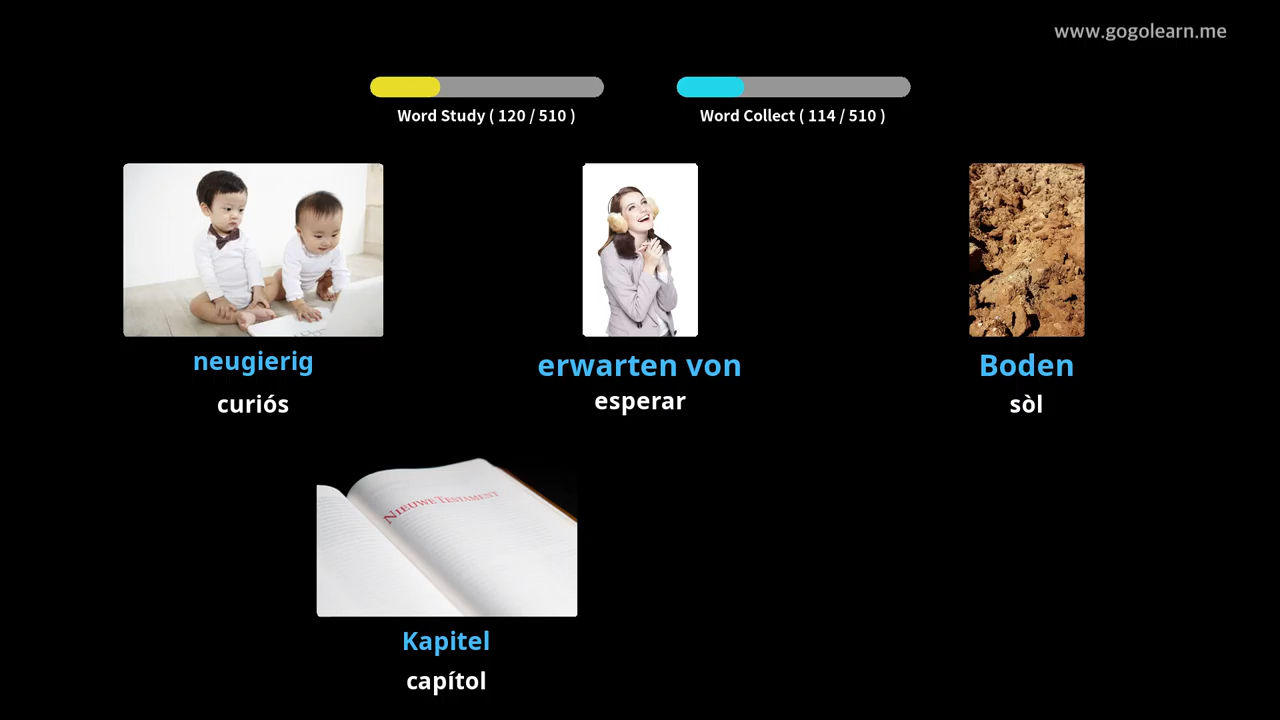 www.gogolearn.me
Word Study ( 120 / 510 )
Word Collect ( 114 / 510 )
neugierig
curiós
erwarten von
esperar
Boden
sòl
NIEUWE TESTAMENT
Kapitel
capítol